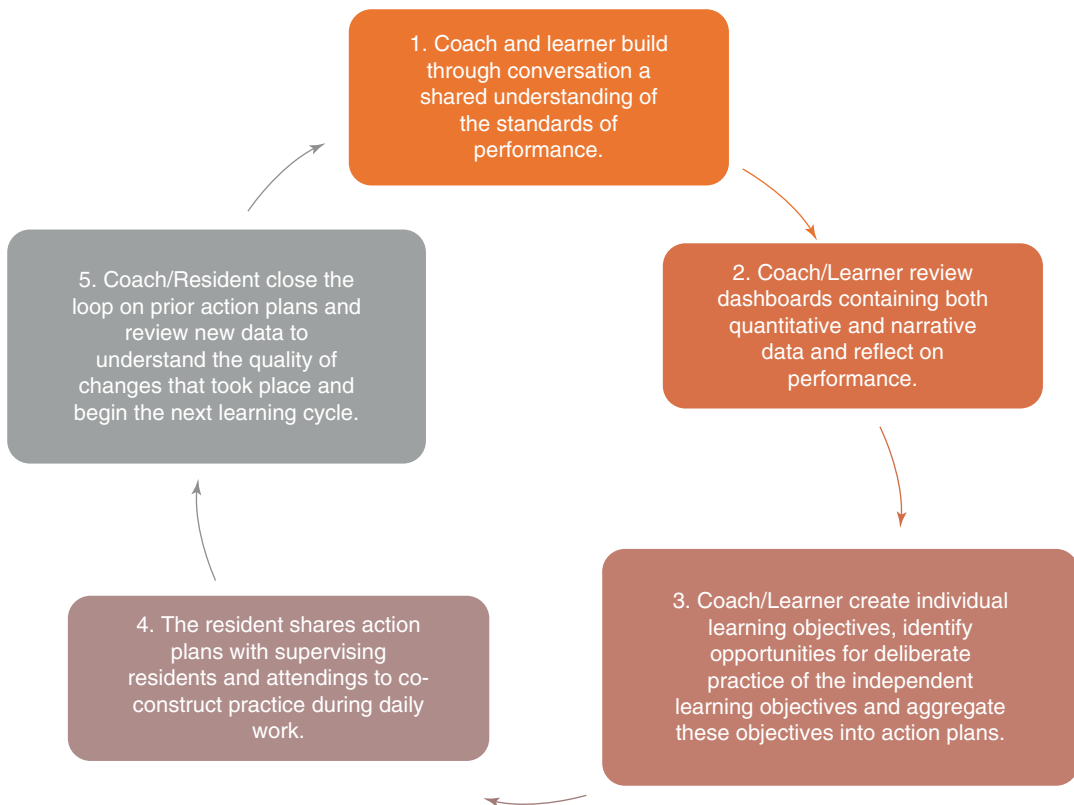 1. Coach and learner build
through conversation a
shared understanding of
the standards of
performance.
2. Coach/Learner review
dashboards containing both
quantitative and narrative
data and reflect on
performance.
3. Coach/Learner create individual
learning objectives, identify
opportunities for deliberate
practice of the independent
learning objectives and aggregate
these objectives into action plans.
4. The resident shares action
plans with supervising
residents and attendings to co-
construct practice during daily
work.
5. Coach/Resident close the
loop on prior action plans and
review new data to
understand the quality of
changes that took place and
begin the next learning cycle.